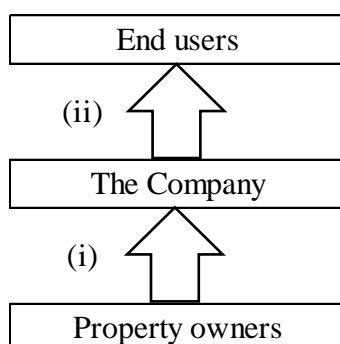 End users
(ii)
The Company
(i)
Property owners